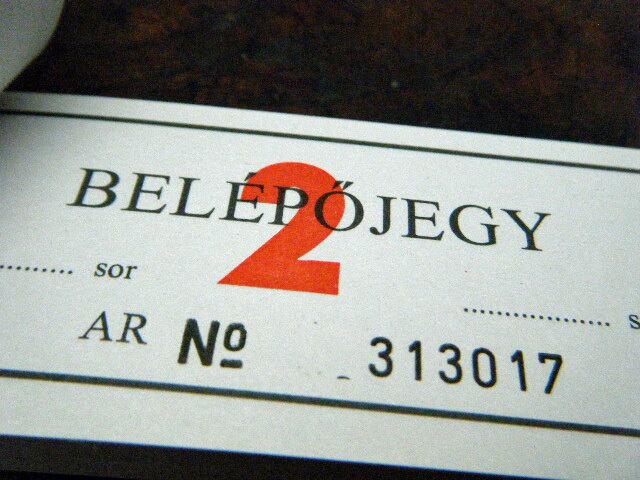 BELÉPŐJEGY
2
.......... sor .................... s
AR Nº 313017